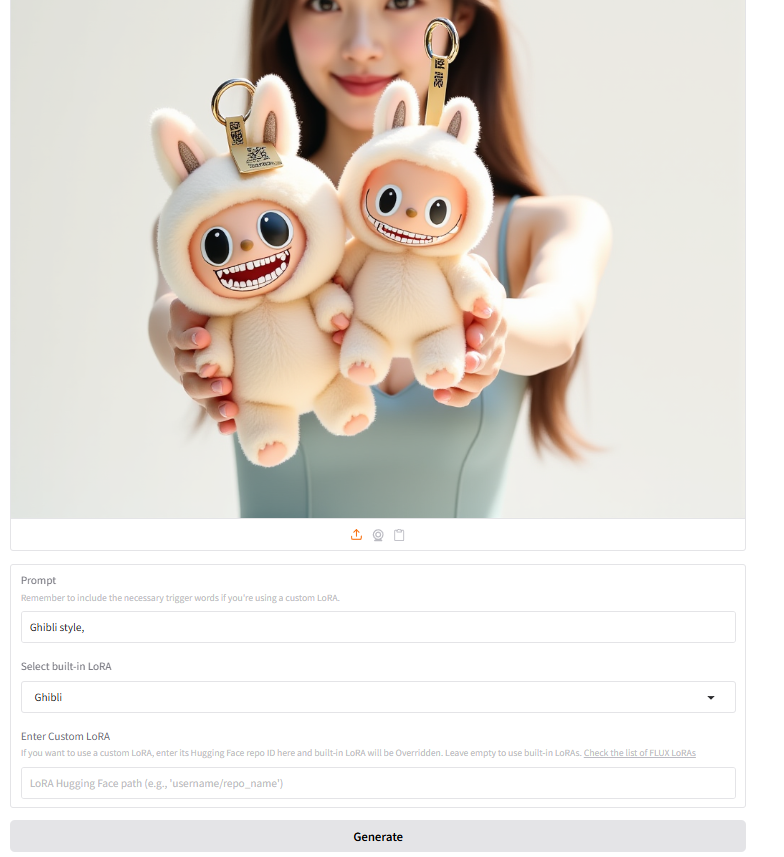 Prompt
Remember to include the necessary trigger words if you're using a custom LoRA.
Ghibli style,
Select built-in LoRA
Ghibli
Enter Custom LoRA
If you want to use a custom LoRA, enter its Hugging Face repo ID here and built-in LoRA will be Overridden. Leave empty to use built-in LoRAs. Check the list of FLUX LoRAs
LoRA Hugging Face path (e.g., 'username/repo_name')
Generate